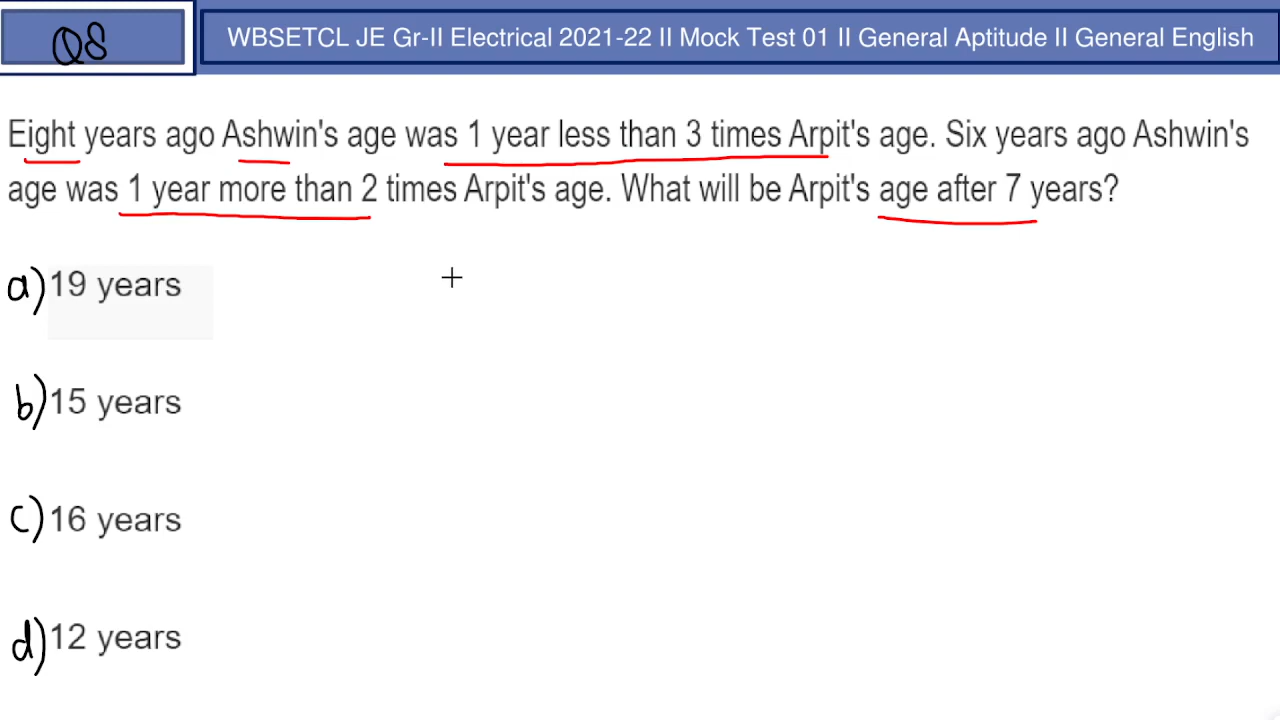 Q8
WBSETCL JE Gr-II Electrical 2021-22 II Mock Test 01 II General Aptitude II General English
Eight years ago Ashwin's age was 1 year less than 3 times Arpit's age. Six years ago Ashwin's
age was 1 year more than 2 times Arpit's age. What will be Arpit's age after 7 years?
a) 19 years
b) 15 years
c) 16 years
d) 12 years